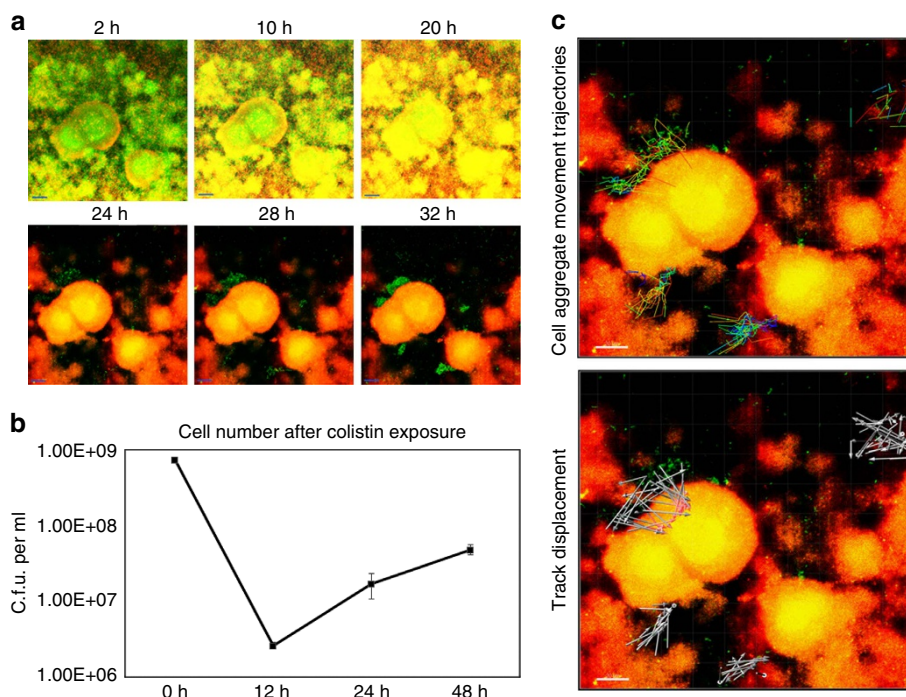 a
2 h
10 h
20 h
24 h
28 h
32 h
b
Cell number after colistin exposure
C.f.u. per ml
1.00E+09
1.00E+08
1.00E+07
1.00E+06
0 h
12 h
24 h
48 h
c
Cell aggregate movement trajectories
Track displacement